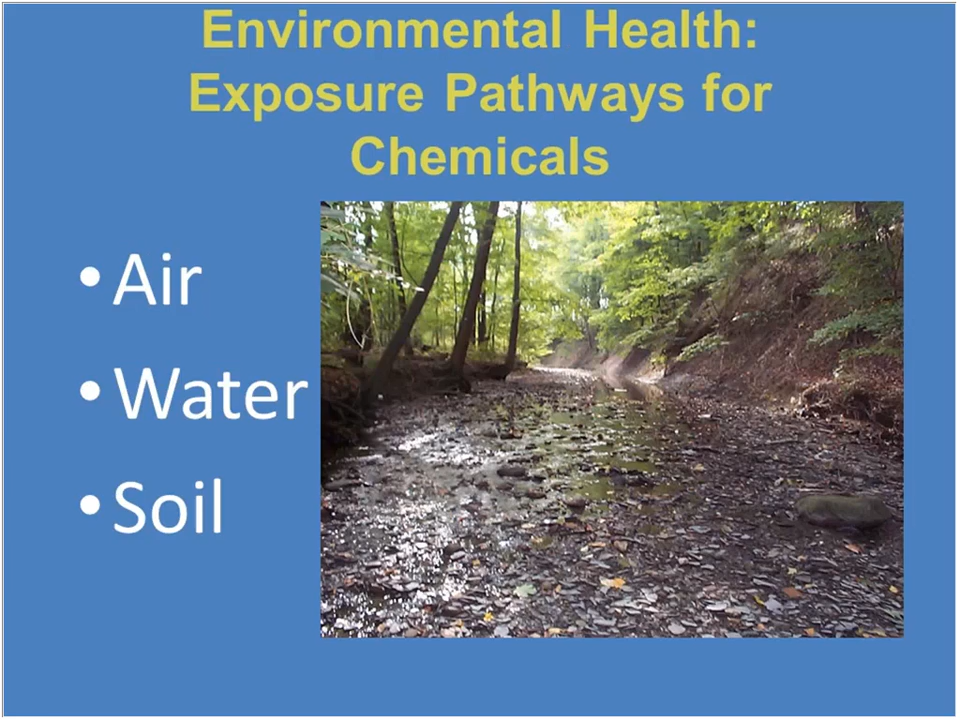 Environmental Health:
Exposure Pathways for
Chemicals
• Air
• Water
• Soil